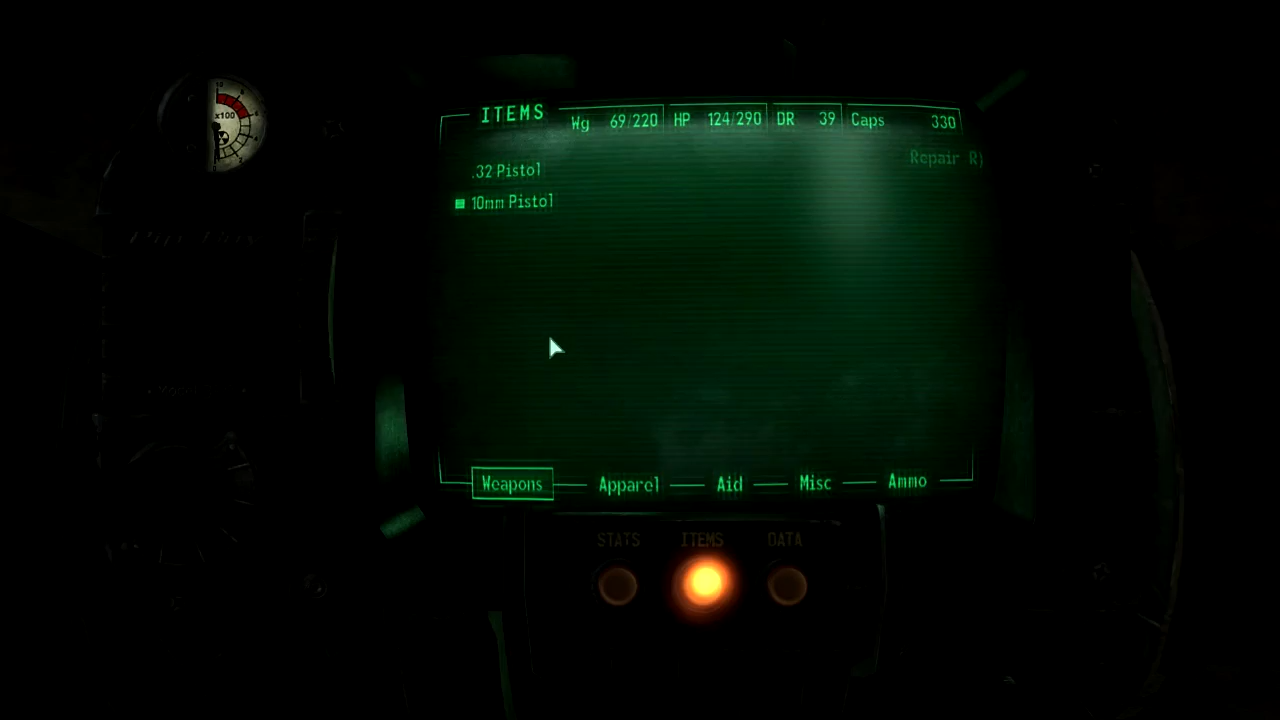 ITEMS Wg 69/220 HP 124/290 DR 39 Caps 330
Repair R)
.32 Pistol
10mm Pistol
Weapons Apparel Aid Misc Ammo
STATS ITEMS DATA
x100